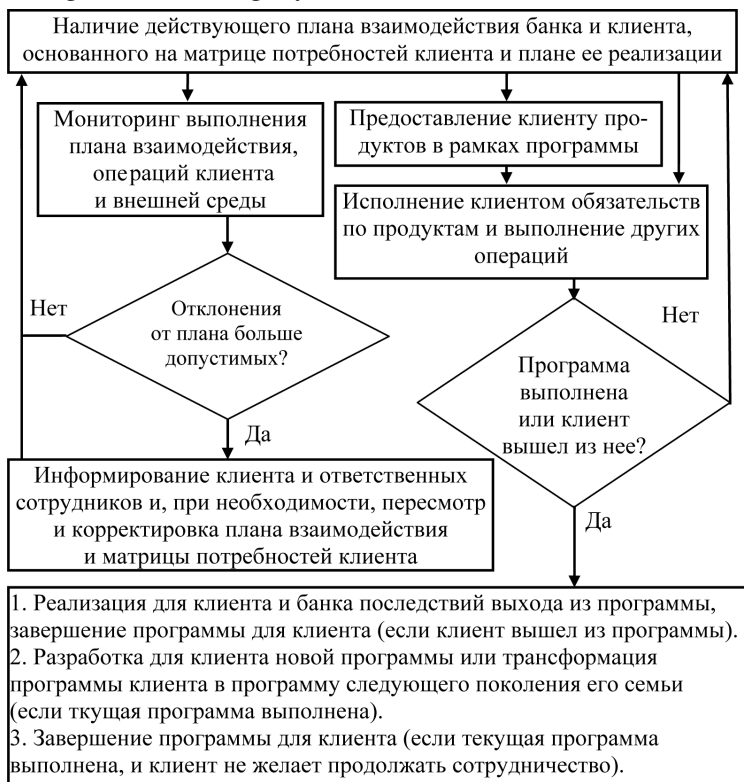 Наличие действующего плана взаимодействия банка и клиента,
основанного на матрице потребностей клиента и плане ее реализации
Мониторинг выполнения
плана взаимодействия,
операций клиента
и внешней среды
Предоставление клиенту про-
дуктов в рамках программы
Исполнение клиентом обязательств
по продуктам и выполнение других
операций
Нет
Отклонения
от плана больше
допустимых?
Нет
Программа
выполнена
или клиент
вышел из нее?
Да
Информирование клиента и ответственных
сотрудников и, при необходимости, пересмотр
и корректировка плана взаимодействия
и матрицы потребностей клиента
Да
1. Реализация для клиента и банка последствий выхода из программы,
завершение программы для клиента (если клиент вышел из программы).
2. Разработка для клиента новой программы или трансформация
программы клиента в программу следующего поколения его семьи
(если ткущая программа выполнена).
3. Завершение программы для клиента (если текущая программа
выполнена, и клиент не желает продолжать сотрудничество).